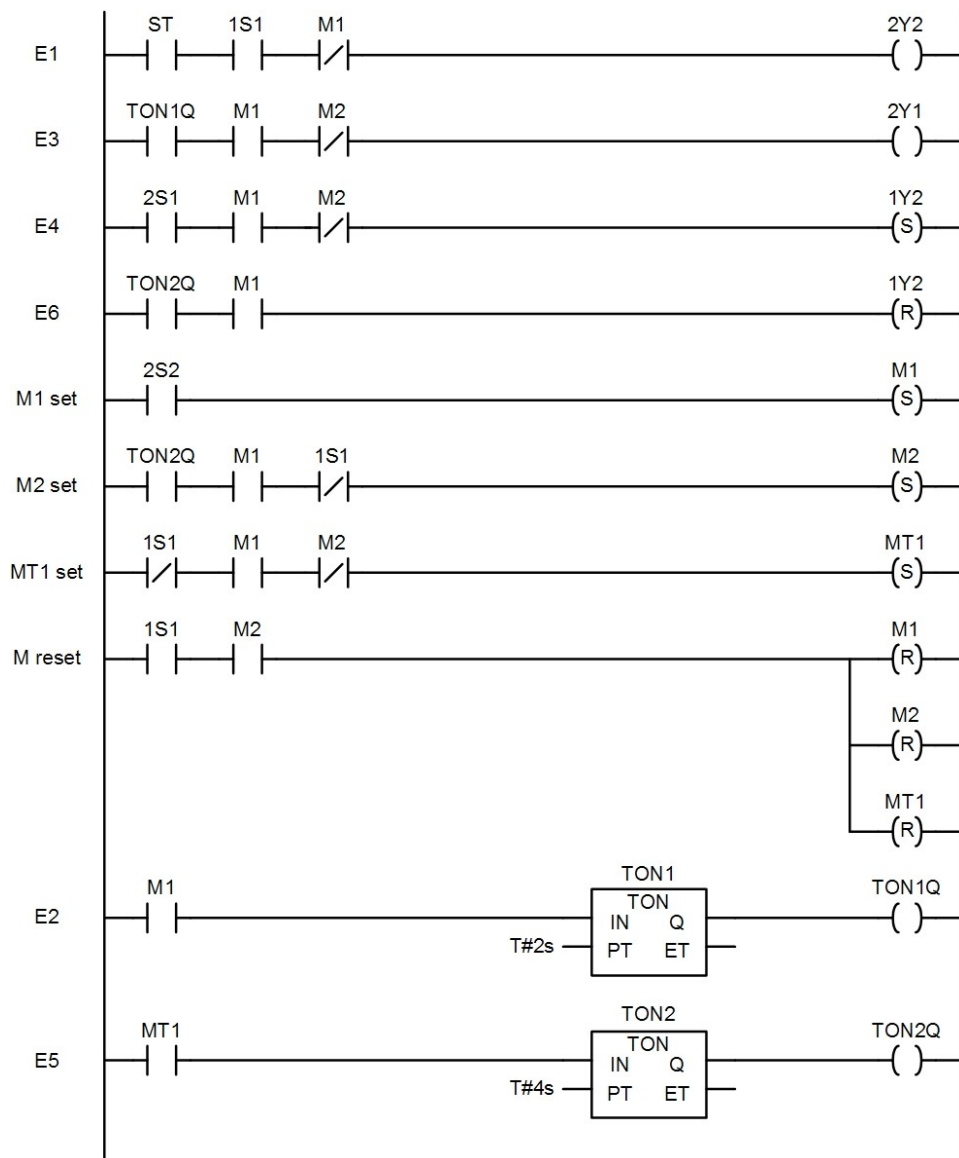 ST 1S1 M1 2Y2
E1
TON1Q M1 M2 2Y1
E3
2S1 M1 M2 1Y2
E4 S
TON2Q M1 1Y2
E6 R
2S2 M1
M1 set S
TON2Q M1 1S1 M2
M2 set S
1S1 M1 M2 MT1
MT1 set S
1S1 M2 M1
M reset R
M2
R
MT1
R
TON1
M1 TON TON1Q
E2 IN Q
T#2s PT ET
TON2
MT1 TON TON2Q
E5 IN Q
T#4s PT ET